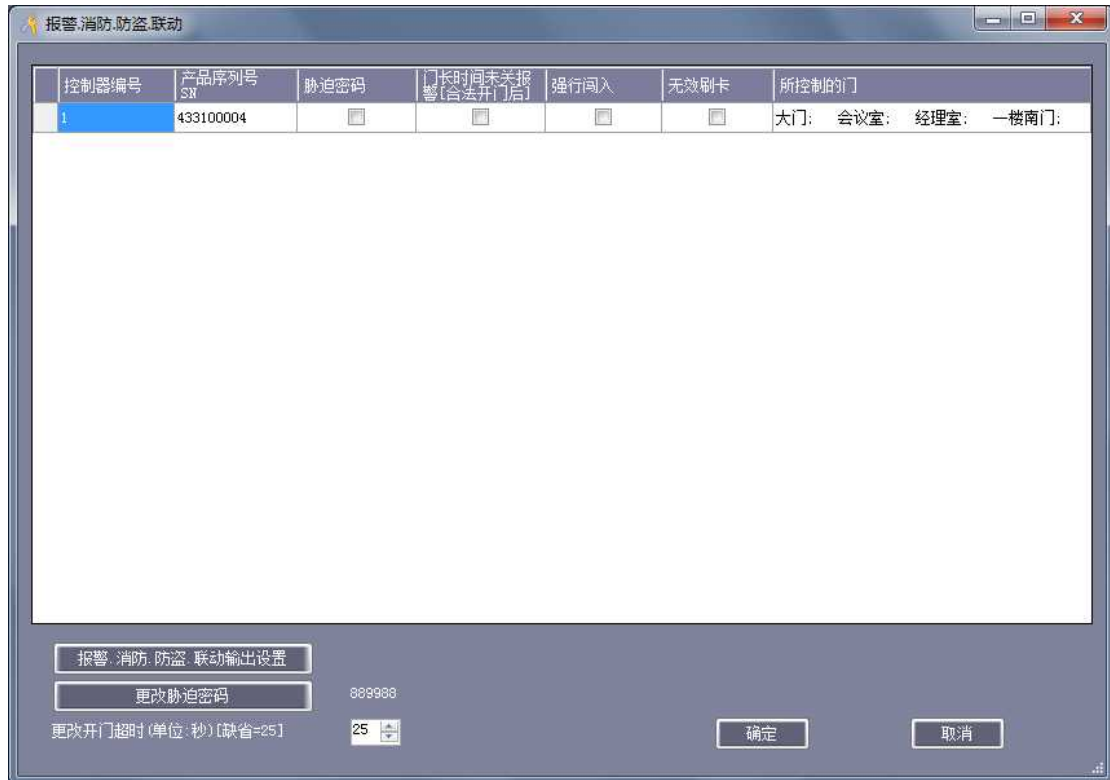 报警.消防.防盗.联动
控制器编号
产品序列号
SN
胁迫密码
门长时间未关报
警[合法开门后]
强行闯入
无效刷卡
所控制的门
1
433100004
大门; 会议室; 经理室; 一楼南门;
报警.消防.防盗.联动输出设置
更改胁迫密码
889988
更改开门超时(单位:秒)[缺省=25]
25
确定
取消